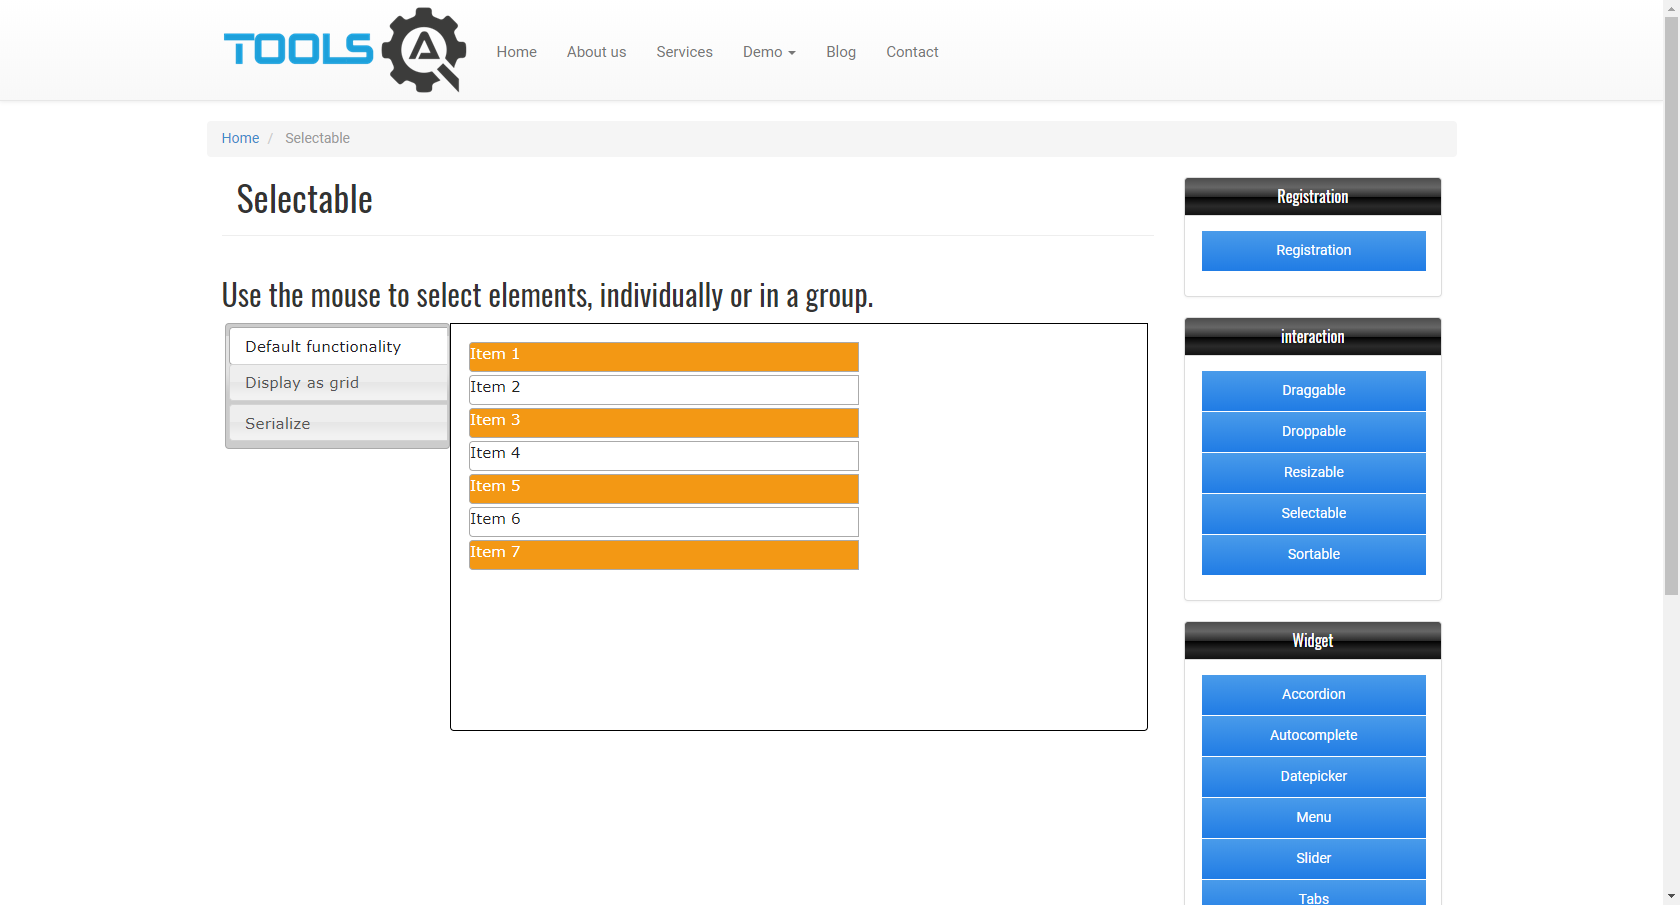 TOOLS QA Home About us Services Demo Blog Contact
Home / Selectable
Selectable
Use the mouse to select elements, individually or in a group.
Default functionality
Display as grid
Serialize
Item 1
Item 2
Item 3
Item 4
Item 5
Item 6
Item 7
Registration
Registration
interaction
Draggable
Droppable
Resizable
Selectable
Sortable
Widget
Accordion
Autocomplete
Datepicker
Menu
Slider
Tabs